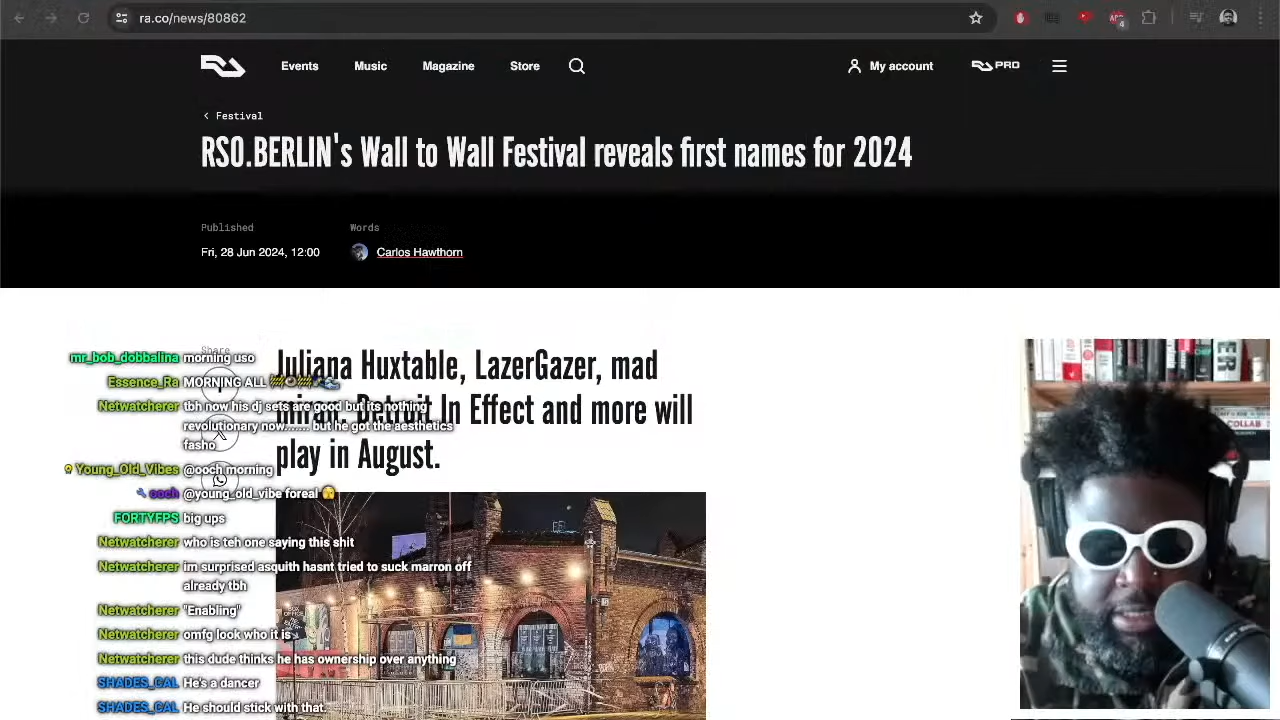 ra.co/news/80862
Events
Music
Magazine
Store
My account
PRO
Festival
RSO.BERLIN's Wall to Wall Festival reveals first names for 2024
Published
Words
Fri, 28 Jun 2024, 12:00
Carlos Hawthorn
Share
Juliana Huxtable, LazerGazer, mad
miran, Detroit In Effect and more will
play in August.
mr_bob_dobbalina morning uso
Essence_Ra MORNING ALL
Netwatcherer tbh now his dj sets are good but its nothing
revolutionary now...... but he got the aesthetics
fasho
Young_Old_Vibes @ooch morning
ooch @young_old_vibe foreal
FORTYFPS big ups
Netwatcherer who is teh one saying this shit
Netwatcherer im surprised asquith hasnt tried to suck marron off
already tbh
Netwatcherer "Enabling"
Netwatcherer omfg look who it is
Netwatcherer this dude thinks he has ownership over anything
SHADES_CAL He's a dancer
SHADES_CAL He should stick with that.
COLLAB